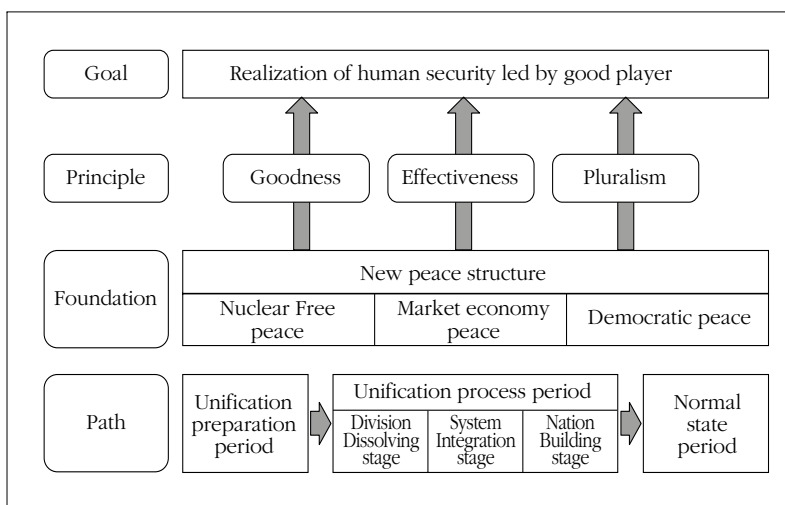 Goal
Realization of human security led by good player
Principle
Goodness
Effectiveness
Pluralism
Foundation
New peace structure
Nuclear Free
peace
Market economy
peace
Democratic peace
Path
Unification
preparation
period
Unification process period
Division
Dissolving
stage
System
Integration
stage
Nation
Building
stage
Normal
state
period